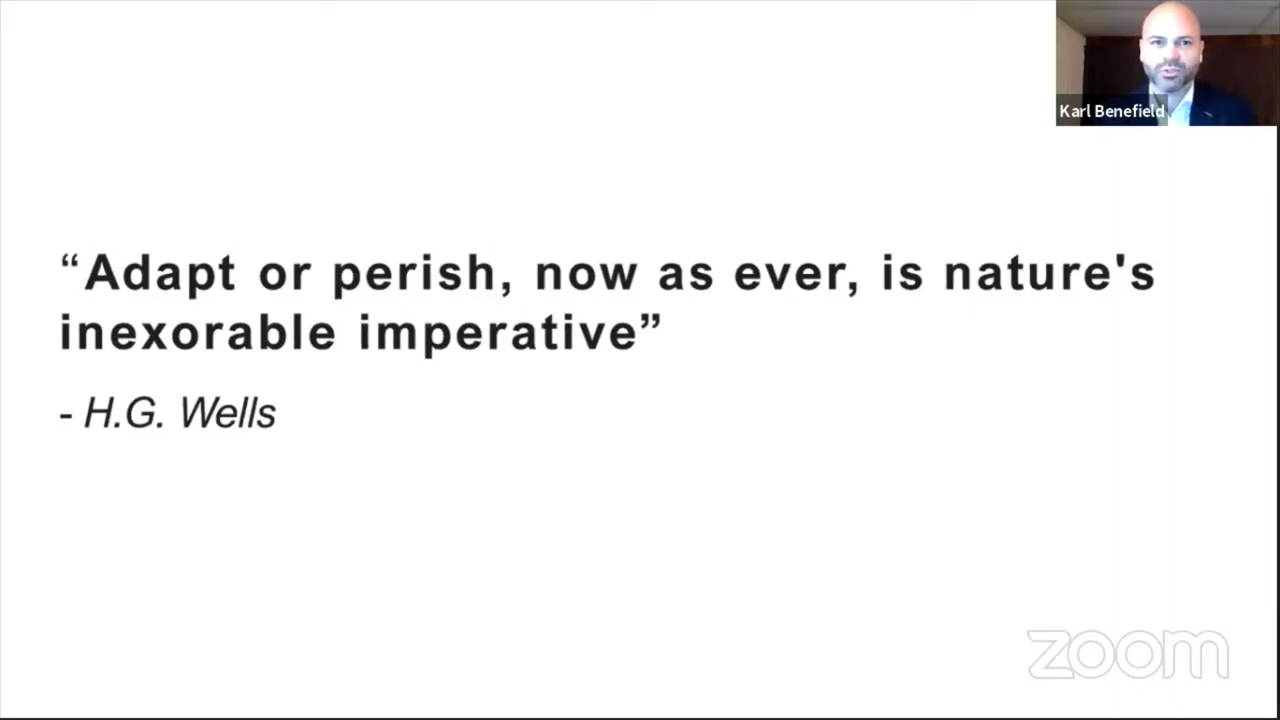 Karl Benefield
“Adapt or perish, now as ever, is nature's
inexorable imperative”
- H.G. Wells
zoom